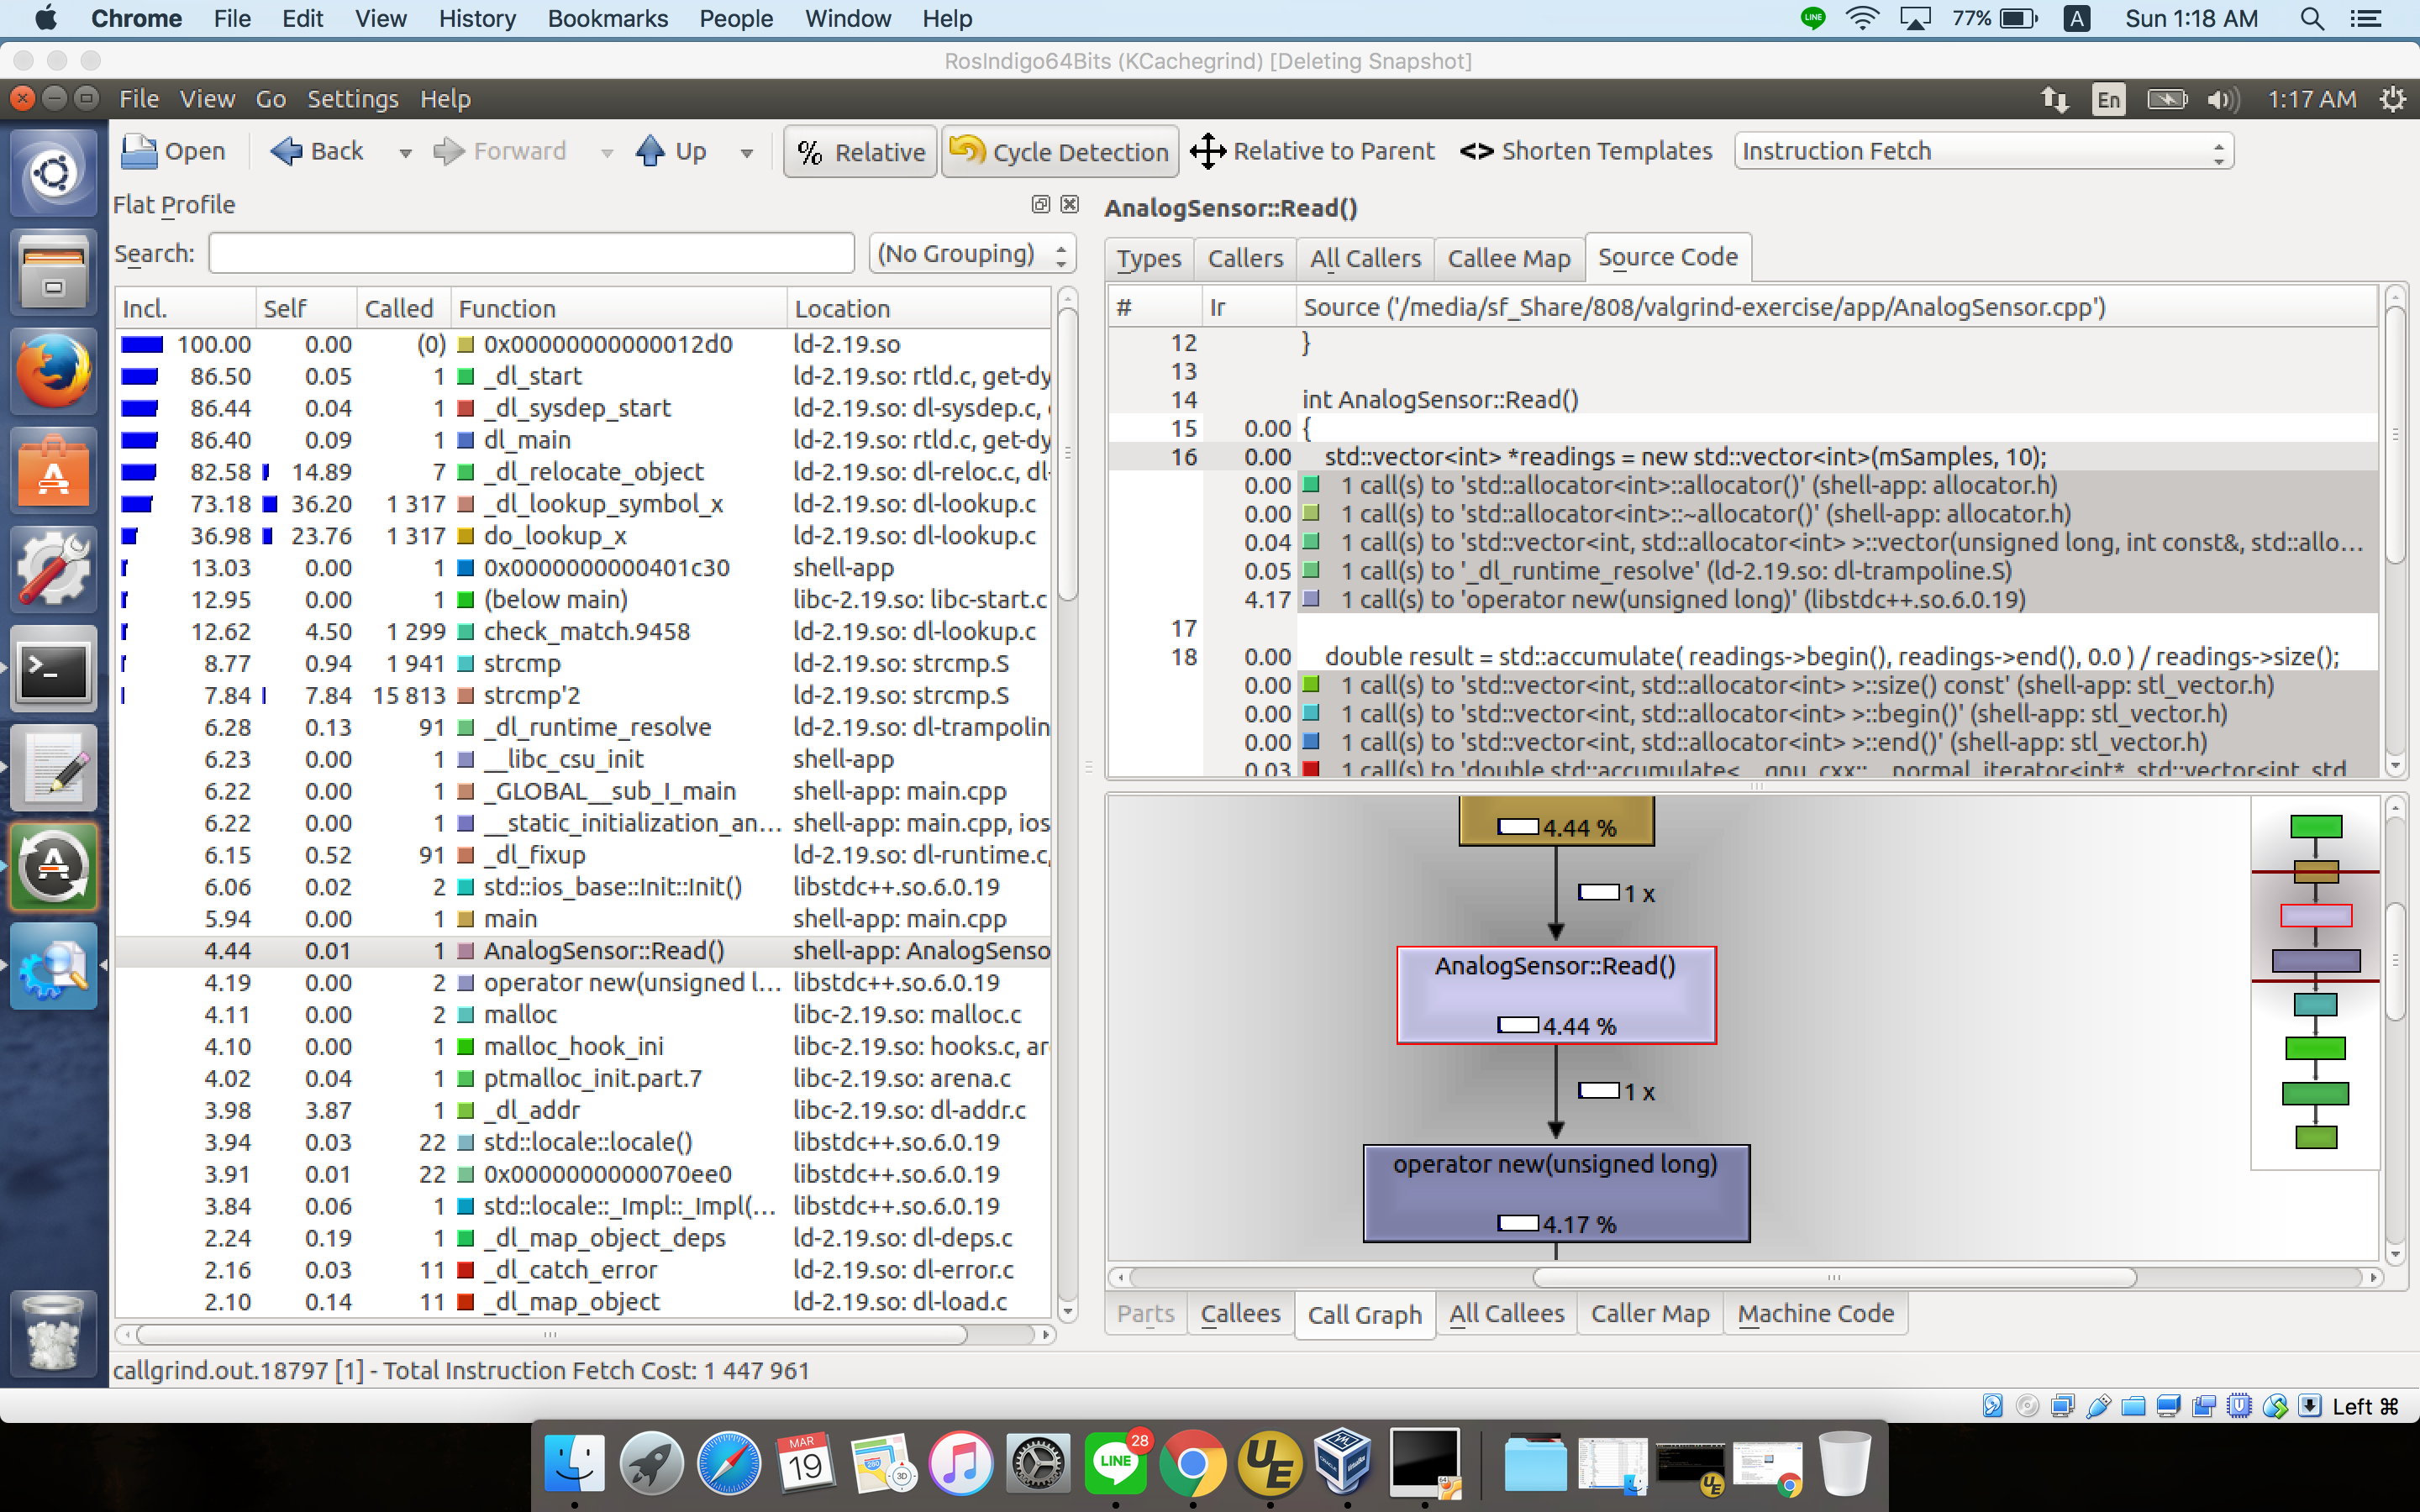 Chrome File Edit View History Bookmarks People Window Help LINE 77% A Sun 1:18 AM
RosIndigo64Bits (KCachegrind) [Deleting Snapshot]
File View Go Settings Help En 1:17 AM
Open Back Forward Up % Relative Cycle Detection Relative to Parent <> Shorten Templates Instruction Fetch
Flat Profile
Search: (No Grouping)
Incl. Self Called Function Location
100.00 0.00 (0) 0x00000000000012d0 ld-2.19.so
86.50 0.05 1 _dl_start ld-2.19.so: rtld.c, get-dy
86.44 0.04 1 _dl_sysdep_start ld-2.19.so: dl-sysdep.c,
86.40 0.09 1 dl_main ld-2.19.so: rtld.c, get-dy
82.58 14.89 7 _dl_relocate_object ld-2.19.so: dl-reloc.c, dl-
73.18 36.20 1 317 _dl_lookup_symbol_x ld-2.19.so: dl-lookup.c
36.98 23.76 1 317 do_lookup_x ld-2.19.so: dl-lookup.c
13.03 0.00 1 0x0000000000401c30 shell-app
12.95 0.00 1 (below main) libc-2.19.so: libc-start.c
12.62 4.50 1 299 check_match.9458 ld-2.19.so: dl-lookup.c
8.77 0.94 1 941 strcmp ld-2.19.so: strcmp.S
7.84 7.84 15 813 strcmp'2 ld-2.19.so: strcmp.S
6.28 0.13 91 _dl_runtime_resolve ld-2.19.so: dl-trampolin
6.23 0.00 1 __libc_csu_init shell-app
6.22 0.00 1 _GLOBAL__sub_I_main shell-app: main.cpp
6.22 0.00 1 __static_initialization_an... shell-app: main.cpp, ios
6.15 0.52 91 _dl_fixup ld-2.19.so: dl-runtime.c,
6.06 0.02 2 std::ios_base::Init::Init() libstdc++.so.6.0.19
5.94 0.00 1 main shell-app: main.cpp
4.44 0.01 1 AnalogSensor::Read() shell-app: AnalogSenso
4.19 0.00 2 operator new(unsigned l... libstdc++.so.6.0.19
4.11 0.00 2 malloc libc-2.19.so: malloc.c
4.10 0.00 1 malloc_hook_ini libc-2.19.so: hooks.c, ar
4.02 0.04 1 ptmalloc_init.part.7 libc-2.19.so: arena.c
3.98 3.87 1 _dl_addr libc-2.19.so: dl-addr.c
3.94 0.03 22 std::locale::locale() libstdc++.so.6.0.19
3.91 0.01 22 0x0000000000070ee0 libstdc++.so.6.0.19
3.84 0.06 1 std::locale::_Impl::_Impl(... libstdc++.so.6.0.19
2.24 0.19 1 _dl_map_object_deps ld-2.19.so: dl-deps.c
2.16 0.03 11 _dl_catch_error ld-2.19.so: dl-error.c
2.10 0.14 11 _dl_map_object ld-2.19.so: dl-load.c
AnalogSensor::Read()
Types Callers All Callers Callee Map Source Code
# Ir Source ('/media/sf_Share/808/valgrind-exercise/app/AnalogSensor.cpp')
12 }
13
14 int AnalogSensor::Read()
15 0.00 {
16 0.00 std::vector<int> *readings = new std::vector<int>(mSamples, 10);
0.00 1 call(s) to 'std::allocator<int>::allocator()' (shell-app: allocator.h)
0.00 1 call(s) to 'std::allocator<int>::~allocator()' (shell-app: allocator.h)
0.04 1 call(s) to 'std::vector<int, std::allocator<int> >::vector(unsigned long, int const&, std::allo...
0.05 1 call(s) to '_dl_runtime_resolve' (ld-2.19.so: dl-trampoline.S)
4.17 1 call(s) to 'operator new(unsigned long)' (libstdc++.so.6.0.19)
17
18 0.00 double result = std::accumulate( readings->begin(), readings->end(), 0.0 ) / readings->size();
0.00 1 call(s) to 'std::vector<int, std::allocator<int> >::size() const' (shell-app: stl_vector.h)
0.00 1 call(s) to 'std::vector<int, std::allocator<int> >::begin()' (shell-app: stl_vector.h)
0.00 1 call(s) to 'std::vector<int, std::allocator<int> >::end()' (shell-app: stl_vector.h)
0.03 1 call(s) to 'double std::accumulate<__gnu_cxx::__normal_iterator<int*, std::vector<int, std
4.44 %
1 x
AnalogSensor::Read()
4.44 %
1 x
operator new(unsigned long)
4.17 %
Parts Callees Call Graph All Callees Caller Map Machine Code
callgrind.out.18797 [1] - Total Instruction Fetch Cost: 1 447 961
Left ⌘
MAR
19
280
3D
LINE
28
UE
UE